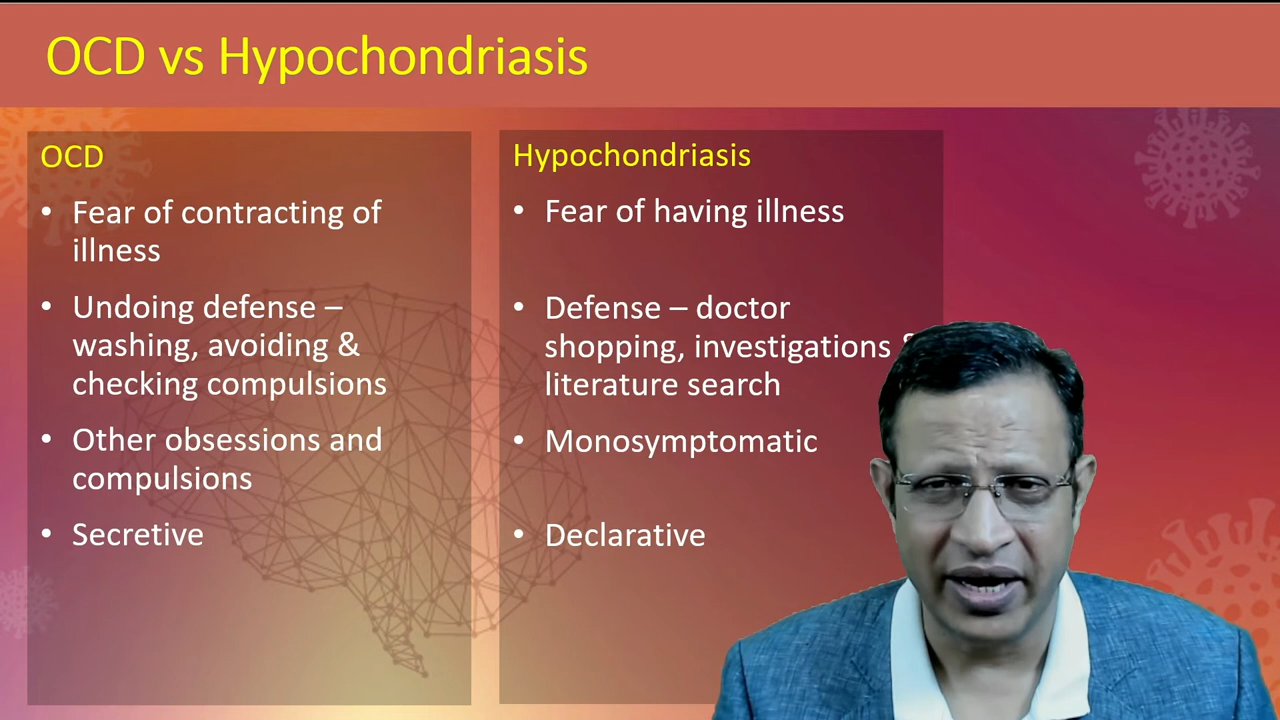 OCD vs Hypochondriasis
OCD
• Fear of contracting of
illness
• Undoing defense –
washing, avoiding &
checking compulsions
• Other obsessions and
compulsions
• Secretive
Hypochondriasis
• Fear of having illness
• Defense – doctor
shopping, investigations
literature search
• Monosymptomatic
• Declarative